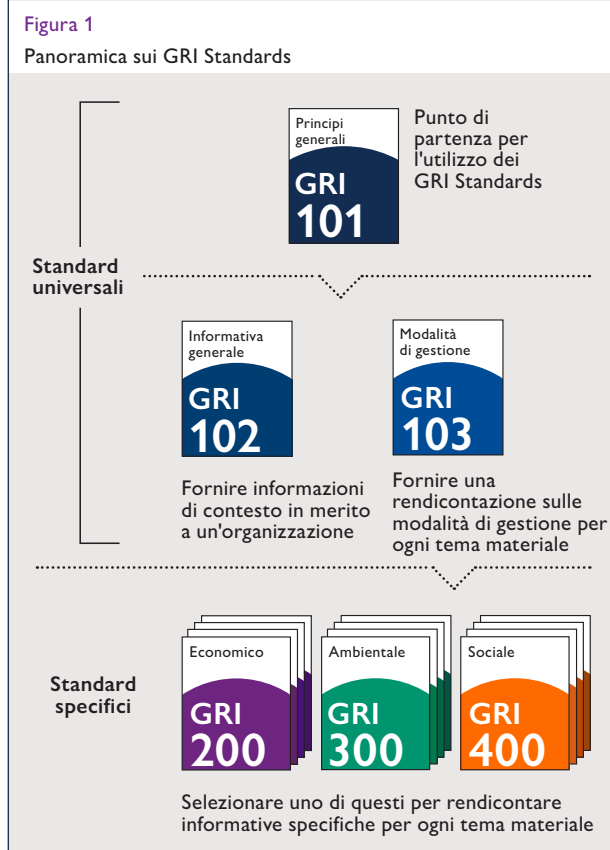 Figura 1
Panoramica sui GRI Standards
Principi
generali
GRI
101
Punto di
partenza per
l'utilizzo dei
GRI Standards
Standard
universali
Informativa
generale
GRI
102
Modalità
di gestione
GRI
103
Fornire informazioni
di contesto in merito
a un'organizzazione
Fornire una
rendicontazione sulle
modalità di gestione per
ogni tema materiale
Standard
specifici
Economico
GRI
200
Ambientale
GRI
300
Sociale
GRI
400
Selezionare uno di questi per rendicontare
informative specifiche per ogni tema materiale